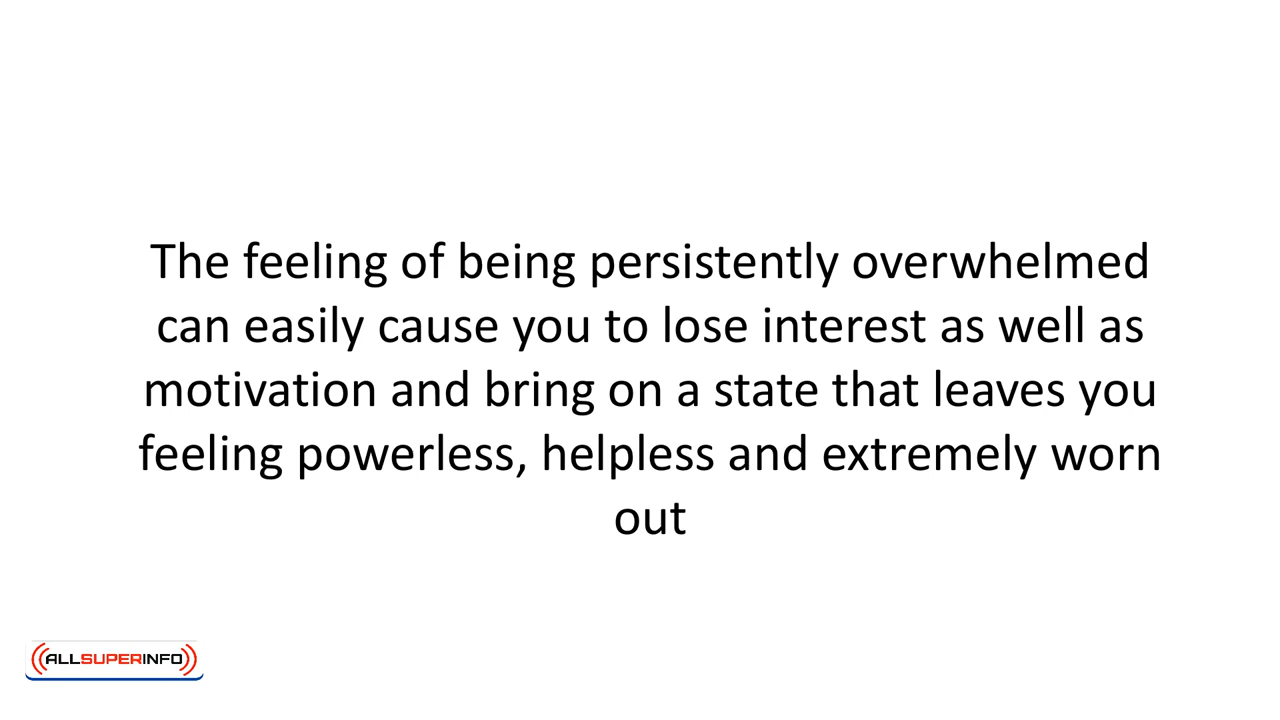 The feeling of being persistently overwhelmed
can easily cause you to lose interest as well as
motivation and bring on a state that leaves you
feeling powerless, helpless and extremely worn
out
ALLSUPERINFO